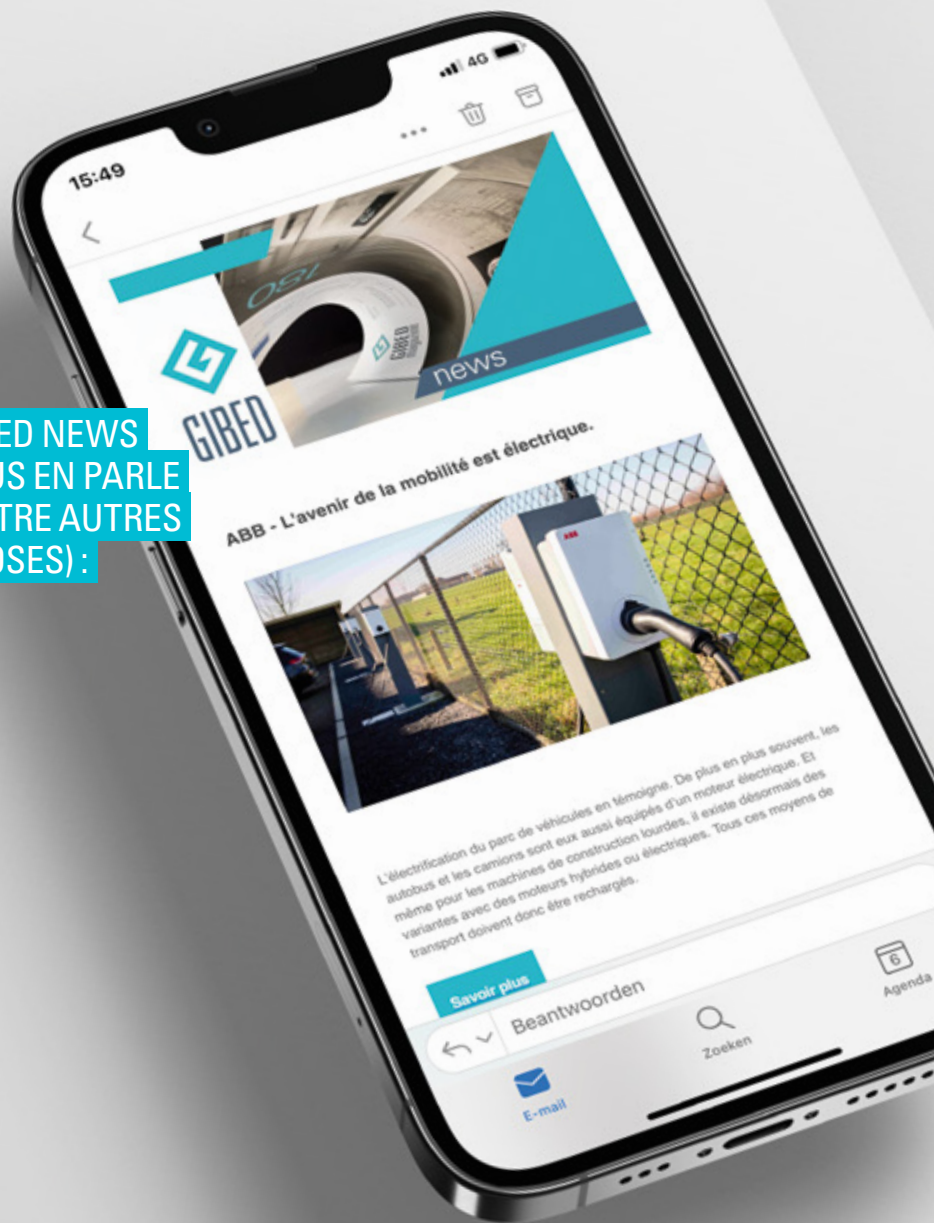 15:49
4G
180
GIBED
Magazine
news
GIBED
ABB - L'avenir de la mobilité est électrique.
ABB
ED NEWS
US EN PARLE
TRE AUTRES
OSES) :
L'électrification du parc de véhicules en témoigne. De plus en plus souvent, les
autobus et les camions sont eux aussi équipés d'un moteur électrique. Et
même pour les machines de construction lourdes, il existe désormais des
variantes avec des moteurs hybrides ou électriques. Tous ces moyens de
transport doivent donc être rechargés.
Savoir plus
Beantwoorden
E-mail
Zoeken
6
Agenda